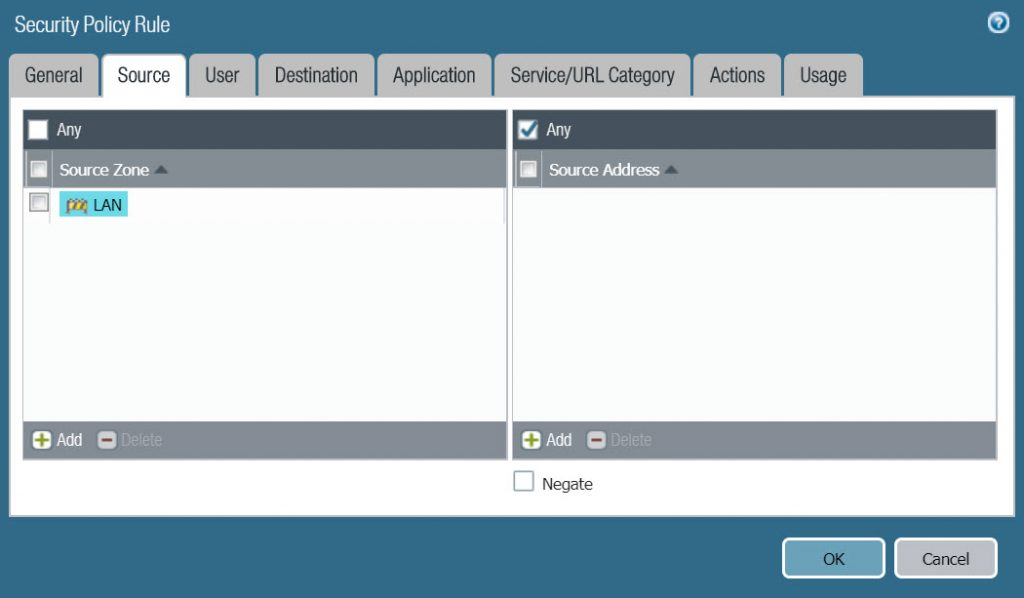 Security Policy Rule
General Source User Destination Application Service/URL Category Actions Usage
Any
Source Zone
LAN
Add Delete
Any
Source Address
Add Delete
Negate
OK Cancel